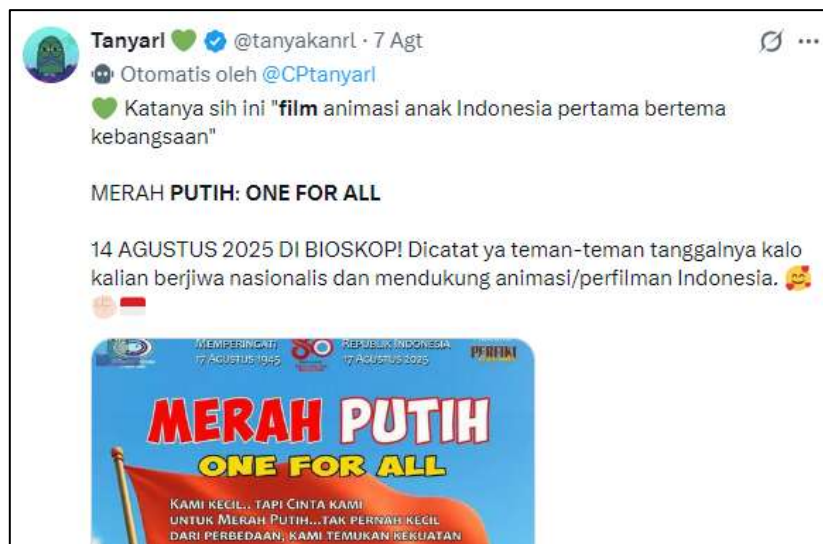 Tanyarl 💚 @tanyakanrl · 7 Agt
Otomatis oleh @CPtanyarl
💚 Katanya sih ini "film animasi anak Indonesia pertama bertema
kebangsaan"
MERAH PUTIH: ONE FOR ALL
14 AGUSTUS 2025 DI BIOSKOP! Dicatat ya teman-teman tanggalnya kalo
kalian berjiwa nasionalis dan mendukung animasi/perfilman Indonesia. 🥰
✊🏻🇮🇩
MEMPERINGATI
17 AGUSTUS 1945
80
REPUBLIK INDONESIA
17 AGUSTUS 2025
PERFIKI
MERAH PUTIH
ONE FOR ALL
KAMI KECIL.. TAPI CINTA KAMI
UNTUK MERAH PUTIH...TAK PERNAH KECIL
DARI PERBEDAAN, KAMI TEMUKAN KEKUATAN